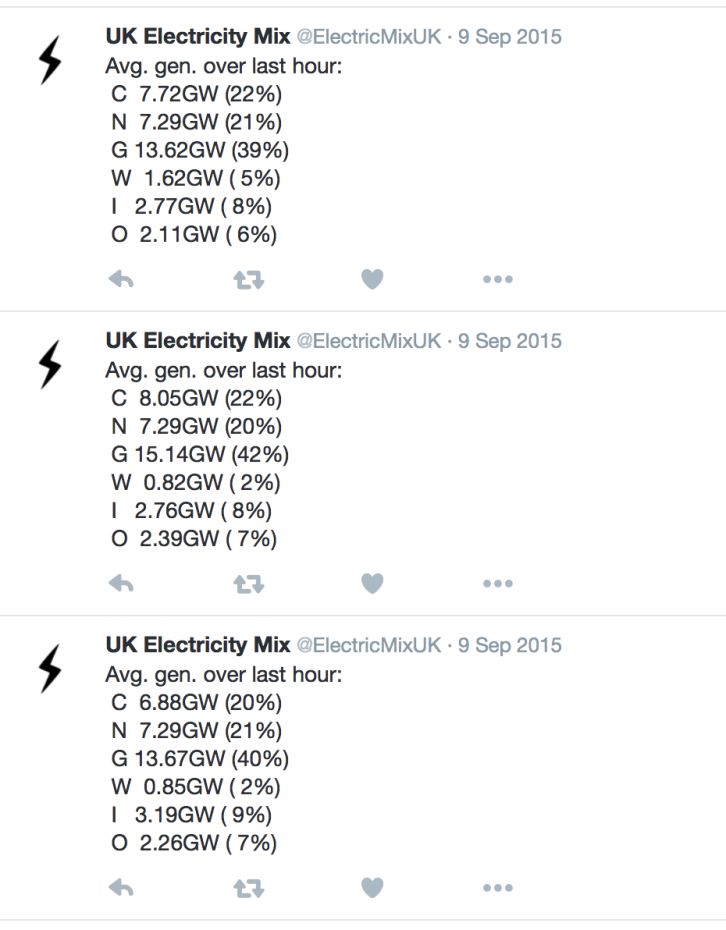 UK Electricity Mix @ElectricMixUK · 9 Sep 2015
Avg. gen. over last hour:
C 7.72GW (22%)
N 7.29GW (21%)
G 13.62GW (39%)
W 1.62GW ( 5%)
I 2.77GW ( 8%)
O 2.11GW ( 6%)
UK Electricity Mix @ElectricMixUK · 9 Sep 2015
Avg. gen. over last hour:
C 8.05GW (22%)
N 7.29GW (20%)
G 15.14GW (42%)
W 0.82GW ( 2%)
I 2.76GW ( 8%)
O 2.39GW ( 7%)
UK Electricity Mix @ElectricMixUK · 9 Sep 2015
Avg. gen. over last hour:
C 6.88GW (20%)
N 7.29GW (21%)
G 13.67GW (40%)
W 0.85GW ( 2%)
I 3.19GW ( 9%)
O 2.26GW ( 7%)